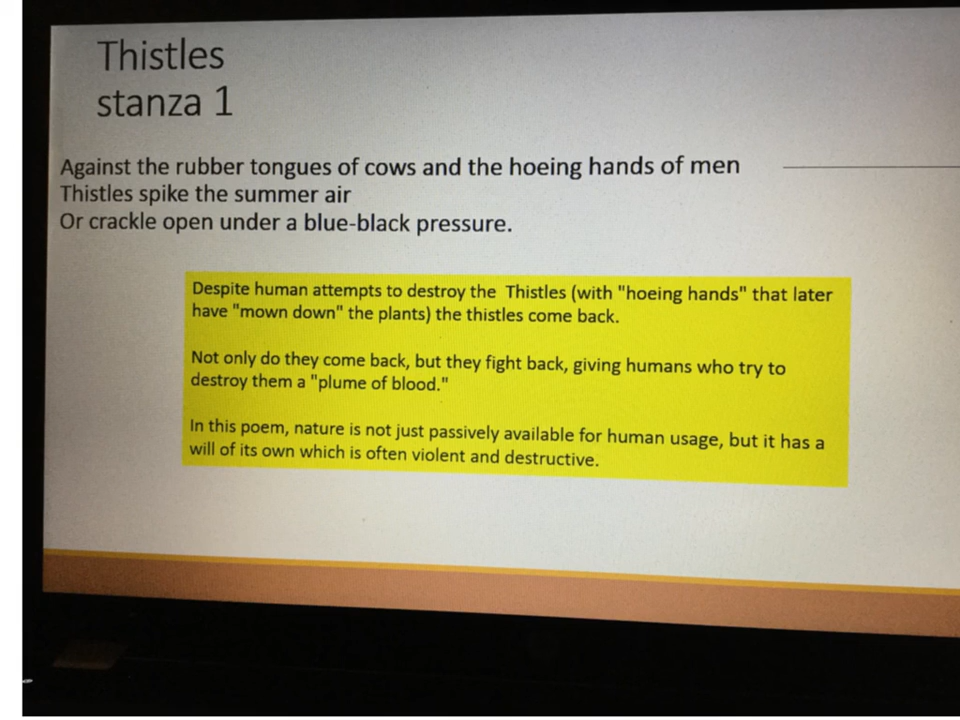 Thistles
stanza 1
Against the rubber tongues of cows and the hoeing hands of men
Thistles spike the summer air
Or crackle open under a blue-black pressure.
Despite human attempts to destroy the Thistles (with "hoeing hands" that later
have "mown down" the plants) the thistles come back.
Not only do they come back, but they fight back, giving humans who try to
destroy them a "plume of blood."
In this poem, nature is not just passively available for human usage, but it has a
will of its own which is often violent and destructive.